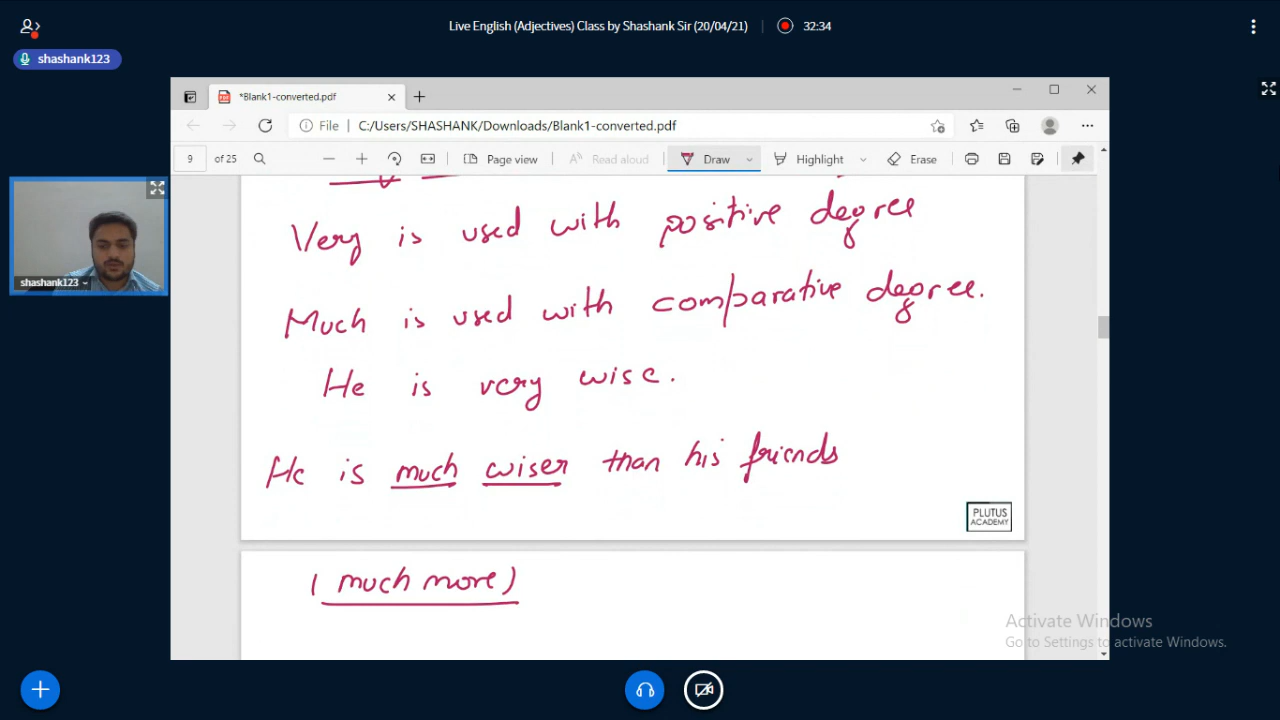 Live English (Adjectives) Class by Shashank Sir (20/04/21)
32:34
shashank123
*Blank1-converted.pdf
File
C:/Users/SHASHANK/Downloads/Blank1-converted.pdf
9 of 25
Page view
Read aloud
Draw
Highlight
Erase
shashank123
Very is used with positive degree
Much is used with comparative degree.
He is very wise.
He is much wiser than his friends
PLUTUS
ACADEMY
(much more)
Activate Windows
Go to Settings to activate Windows.